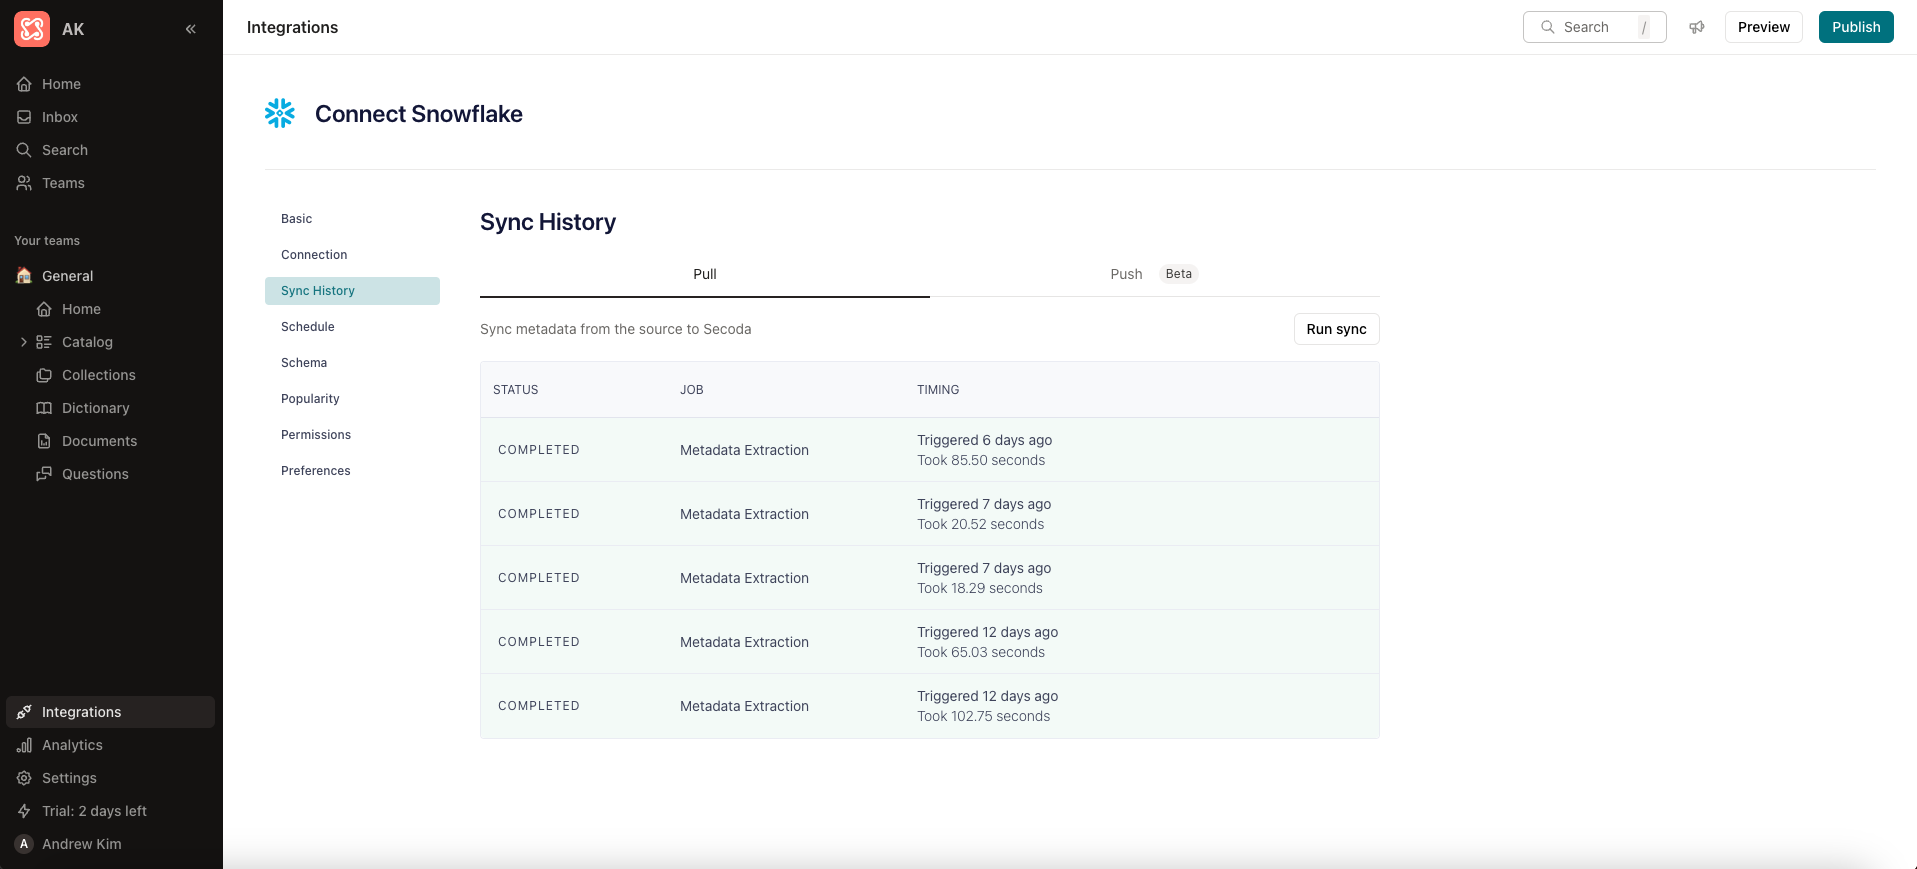 AK
Home
Inbox
Search
Teams
Your teams
General
Home
Catalog
Collections
Dictionary
Documents
Questions
Integrations
Analytics
Settings
Trial: 2 days left
A Andrew Kim
Integrations
Search /
Preview
Publish
Connect Snowflake
Basic
Connection
Sync History
Schedule
Schema
Popularity
Permissions
Preferences
Sync History
Pull
Push Beta
Sync metadata from the source to Secoda
Run sync
STATUS JOB TIMING
COMPLETED Metadata Extraction Triggered 6 days ago
Took 85.50 seconds
COMPLETED Metadata Extraction Triggered 7 days ago
Took 20.52 seconds
COMPLETED Metadata Extraction Triggered 7 days ago
Took 18.29 seconds
COMPLETED Metadata Extraction Triggered 12 days ago
Took 65.03 seconds
COMPLETED Metadata Extraction Triggered 12 days ago
Took 102.75 seconds